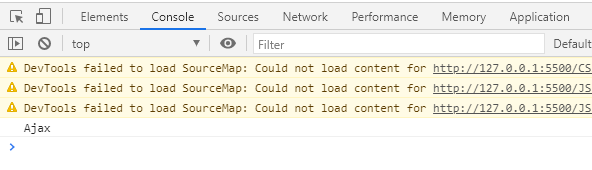 Elements Console Sources Network Performance Memory Application
top Filter Default
DevTools failed to load SourceMap: Could not load content for http://127.0.0.1:5500/CS
DevTools failed to load SourceMap: Could not load content for http://127.0.0.1:5500/JS
DevTools failed to load SourceMap: Could not load content for http://127.0.0.1:5500/JS
Ajax